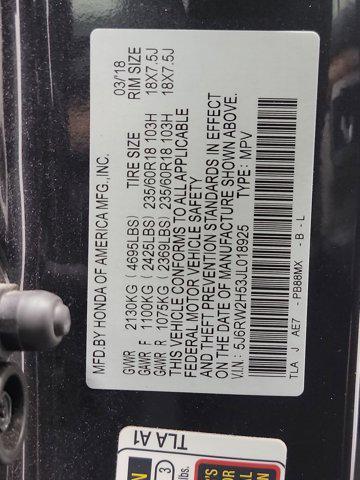 MFD.BY HONDA OF AMERICA MFG.,INC. 03/18
TIRE SIZE RIM SIZE
GVWR 2130KG (4695LBS)
GAWR F 1100KG (2425LBS) 235/60R18 103H 18X7.5J
GAWR R 1075KG (2369LBS) 235/60R18 103H 18X7.5J
THIS VEHICLE CONFORMS TO ALL APPLICABLE
FEDERAL MOTOR VEHICLE SAFETY
AND THEFT PREVENTION STANDARDS IN EFFECT
ON THE DATE OF MANUFACTURE SHOWN ABOVE.
V.I.N.: 5J6RW2H53JL018925 TYPE: MPV
TLA J AE7 - PB88MX - B - L
TLA A1
3
lbs.